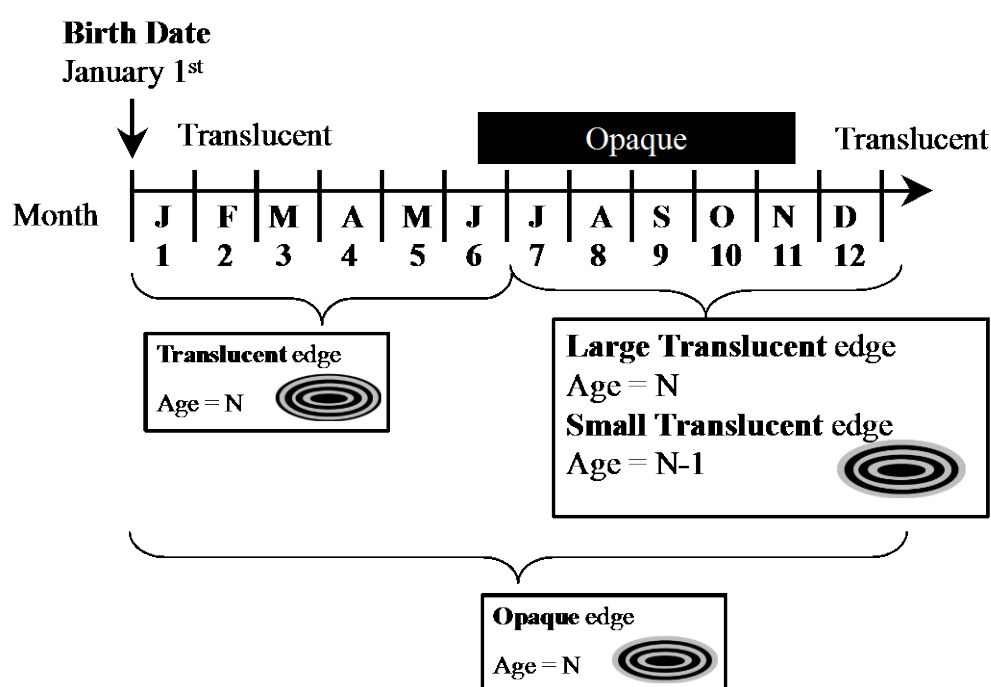 Birth Date
January 1st
Translucent
Opaque
Translucent
Month J F M A M J J A S O N D
1 2 3 4 5 6 7 8 9 10 11 12
Translucent edge
Age = N
Large Translucent edge
Age = N
Small Translucent edge
Age = N-1
Opaque edge
Age = N